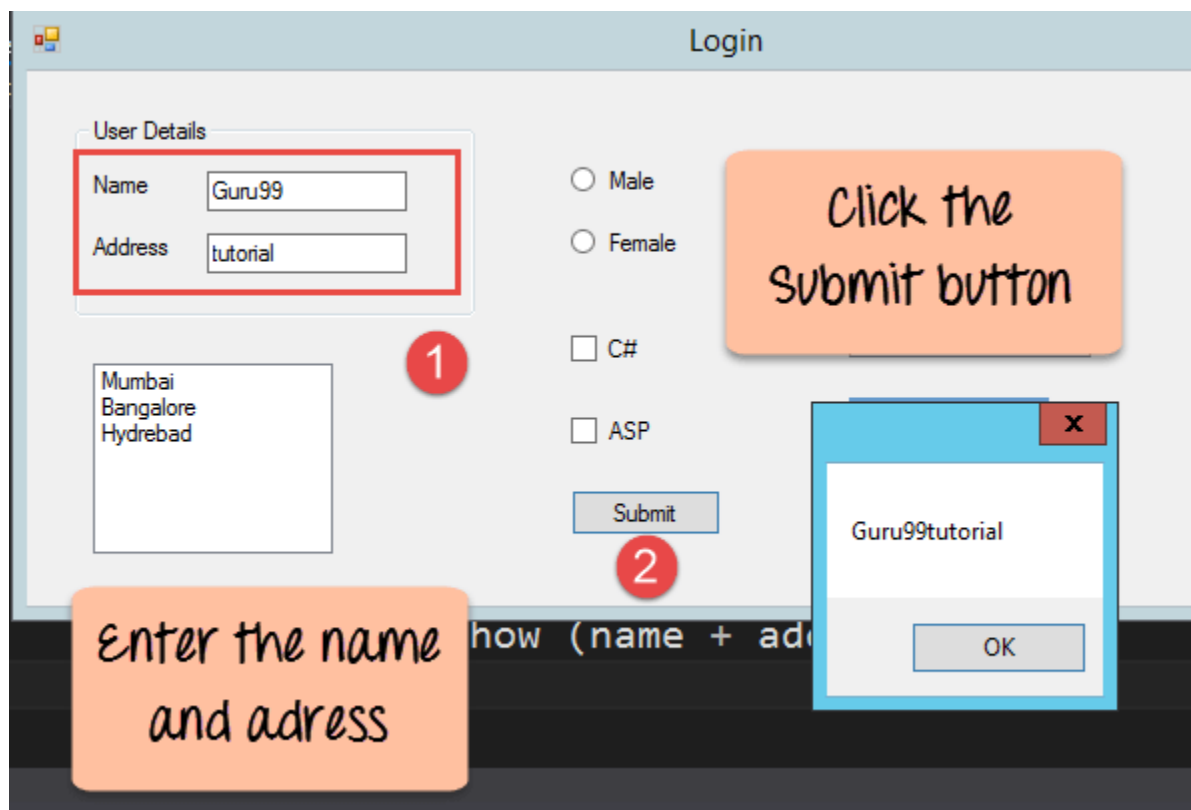 Login
User Details
Name
Guru99
Address
tutorial
Male
Female
Click the
submit button
1
Mumbai
Bangalore
Hydrebad
C#
ASP
Submit
2
x
Guru99tutorial
OK
Enter the name
and adress
how (name + ad